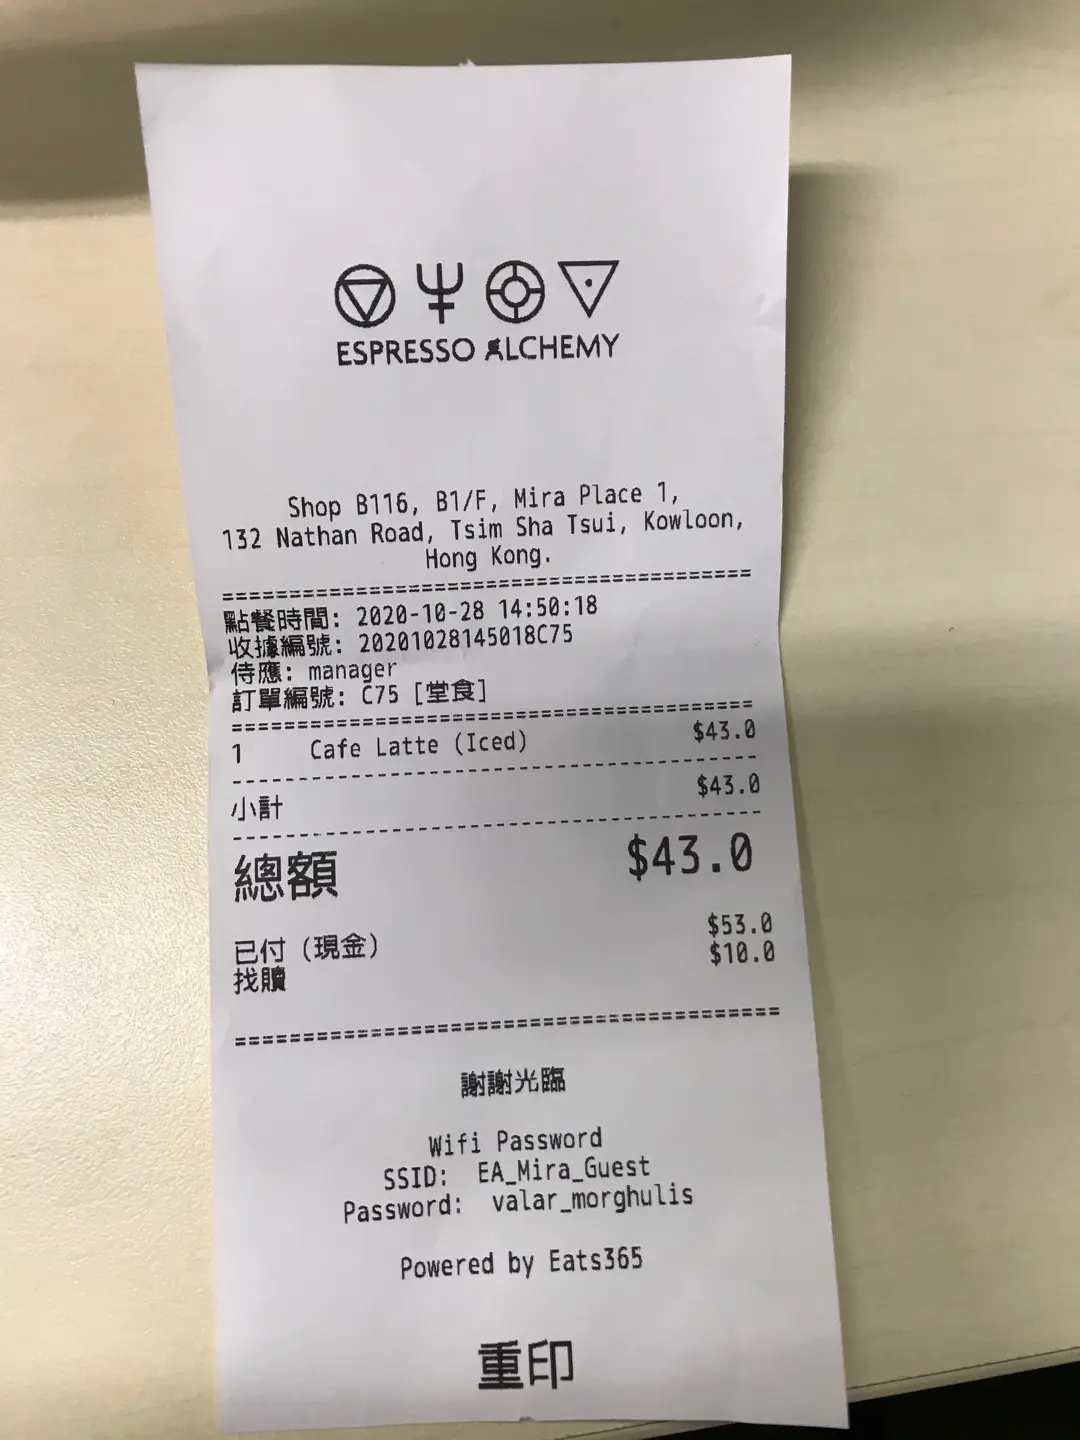 ESPRESSO ALCHEMY
Shop B116, B1/F, Mira Place 1,
132 Nathan Road, Tsim Sha Tsui, Kowloon,
Hong Kong.
========================================
點餐時間: 2020-10-28 14:50:18
收據編號: 20201028145018C75
侍應: manager
訂單編號: C75 [堂食]
========================================
1 Cafe Latte (Iced) $43.0
----------------------------------------
小計 $43.0
----------------------------------------
總額 $43.0
已付 (現金) $53.0
找贖 $10.0
========================================
謝謝光臨
Wifi Password
SSID: EA_Mira_Guest
Password: valar_morghulis
Powered by Eats365
重印